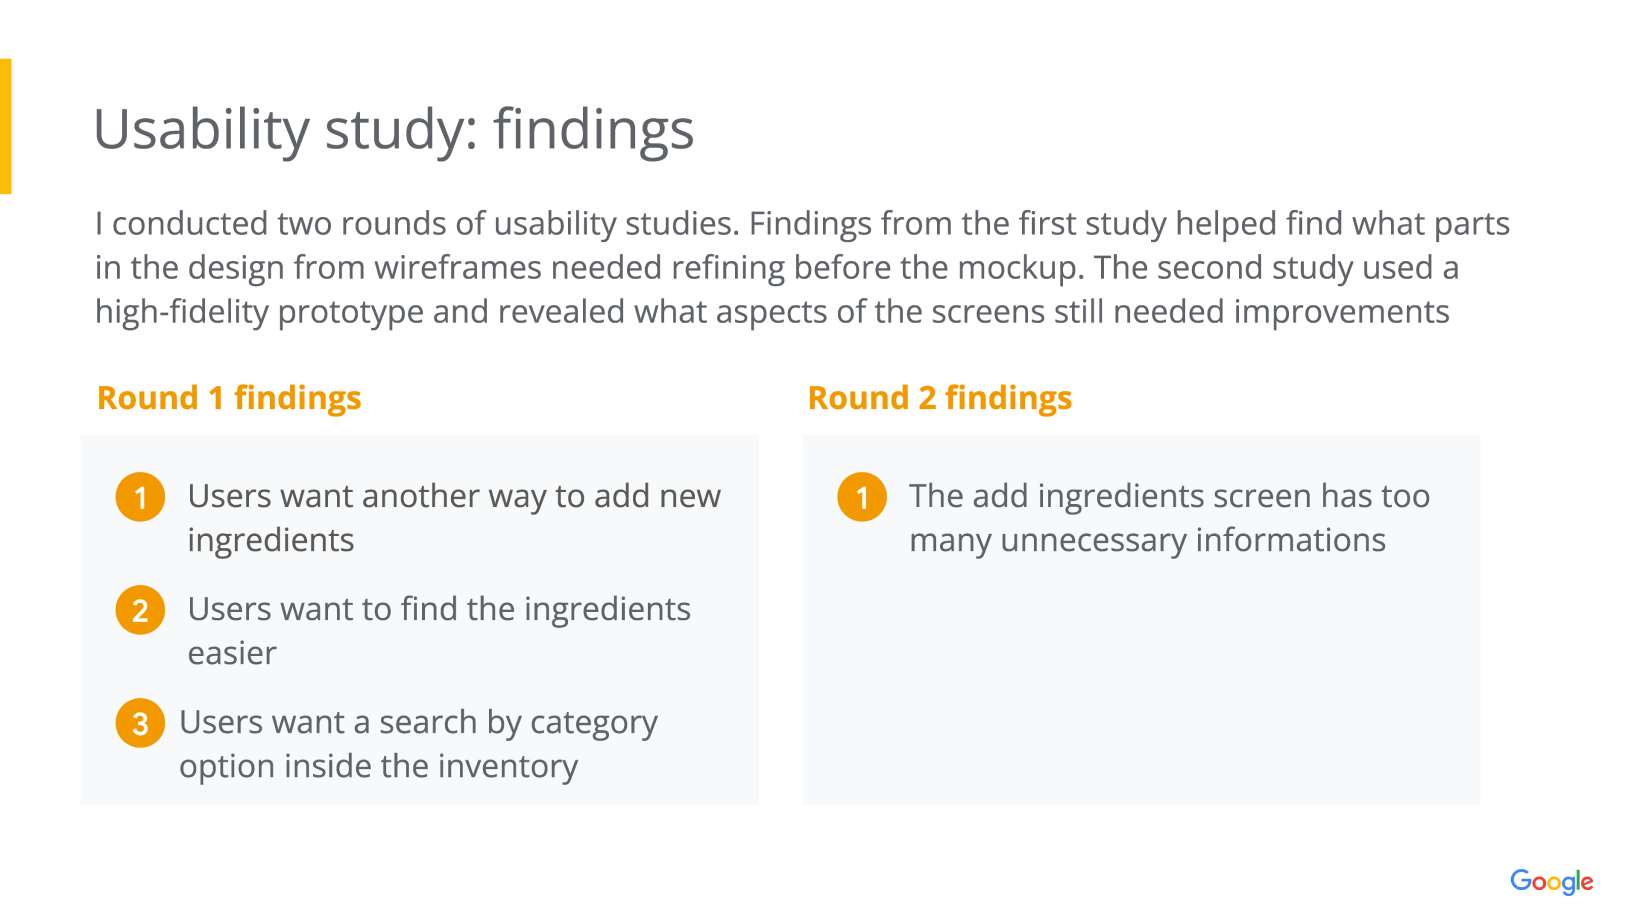 Usability study: findings
I conducted two rounds of usability studies. Findings from the first study helped find what parts
in the design from wireframes needed refining before the mockup. The second study used a
high-fidelity prototype and revealed what aspects of the screens still needed improvements
Round 1 findings
1 Users want another way to add new
ingredients
2 Users want to find the ingredients
easier
3 Users want a search by category
option inside the inventory
Round 2 findings
1 The add ingredients screen has too
many unnecessary informations
Google